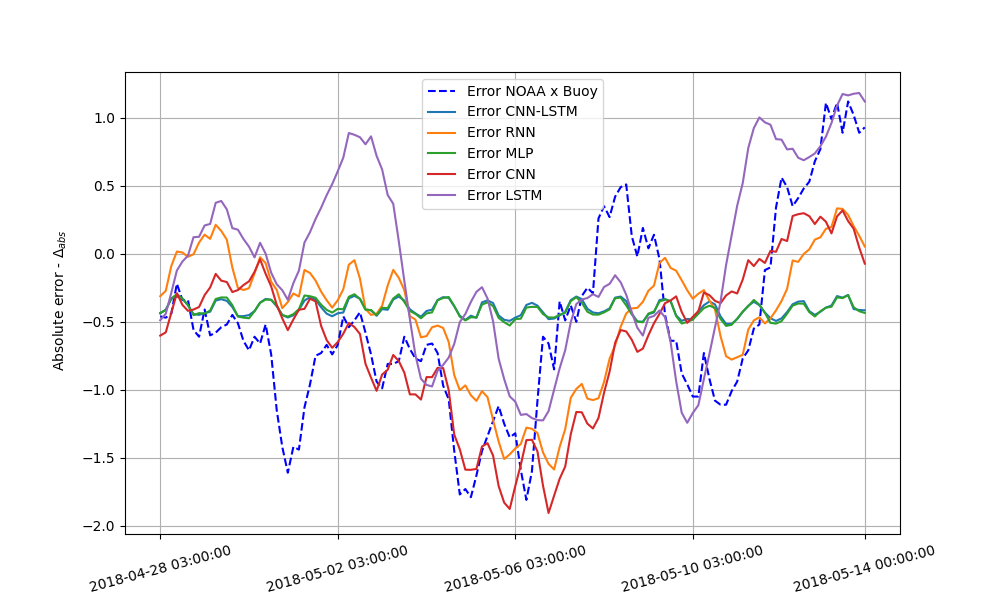 Error NOAA x Buoy
Error CNN-LSTM
Error RNN
Error MLP
Error CNN
Error LSTM
Absolute error - Δabs
1.0
0.5
0.0
−0.5
−1.0
−1.5
−2.0
2018-04-28 03:00:00
2018-05-02 03:00:00
2018-05-06 03:00:00
2018-05-10 03:00:00
2018-05-14 00:00:00